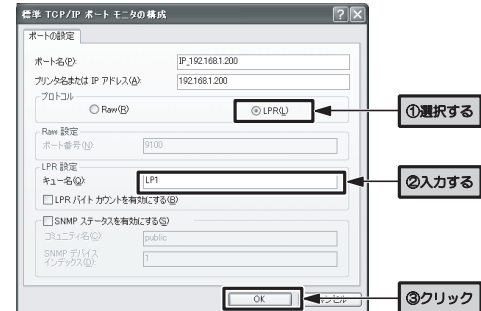 標準 TCP/IP ポート モニタの構成
ポートの設定
ポート名(P): IP_192.168.1.200
プリンタ名または IP アドレス(A): 192.168.1.200
プロトコル
Raw(R) LPR(L)
①選択する
Raw 設定
ポート番号(N): 9100
LPR 設定
キュー名(Q): LP1
②入力する
LPR バイト カウントを有効にする(B)
SNMP ステータスを有効にする(S)
コミュニティ名(C): public
SNMP デバイス
インデックス(D): 1
OK
③クリック